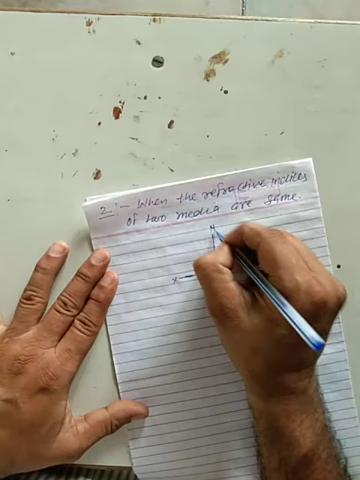 2:- When the refractive indices
of two media are same.
N
X